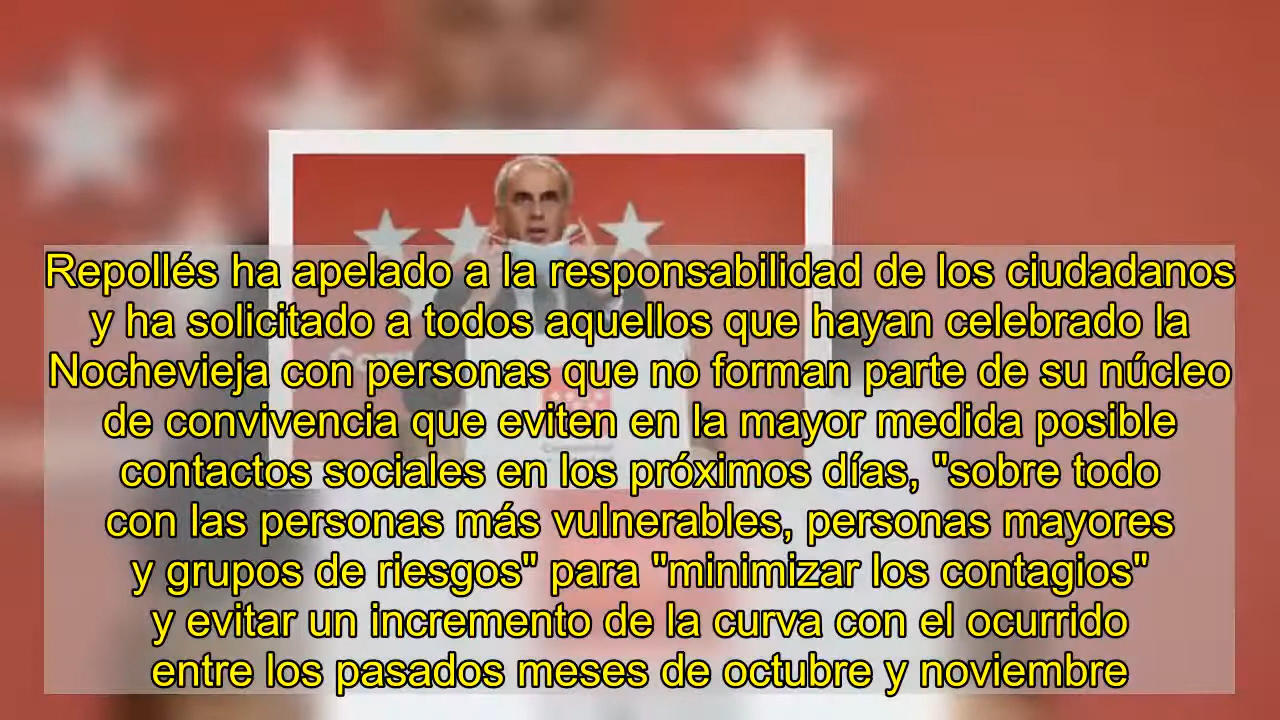 Repollés ha apelado a la responsabilidad de los ciudadanos
y ha solicitado a todos aquellos que hayan celebrado la
Nochevieja con personas que no forman parte de su núcleo
de convivencia que eviten en la mayor medida posible
contactos sociales en los próximos días, "sobre todo
con las personas más vulnerables, personas mayores
y grupos de riesgos" para "minimizar los contagios"
y evitar un incremento de la curva con el ocurrido
entre los pasados meses de octubre y noviembre